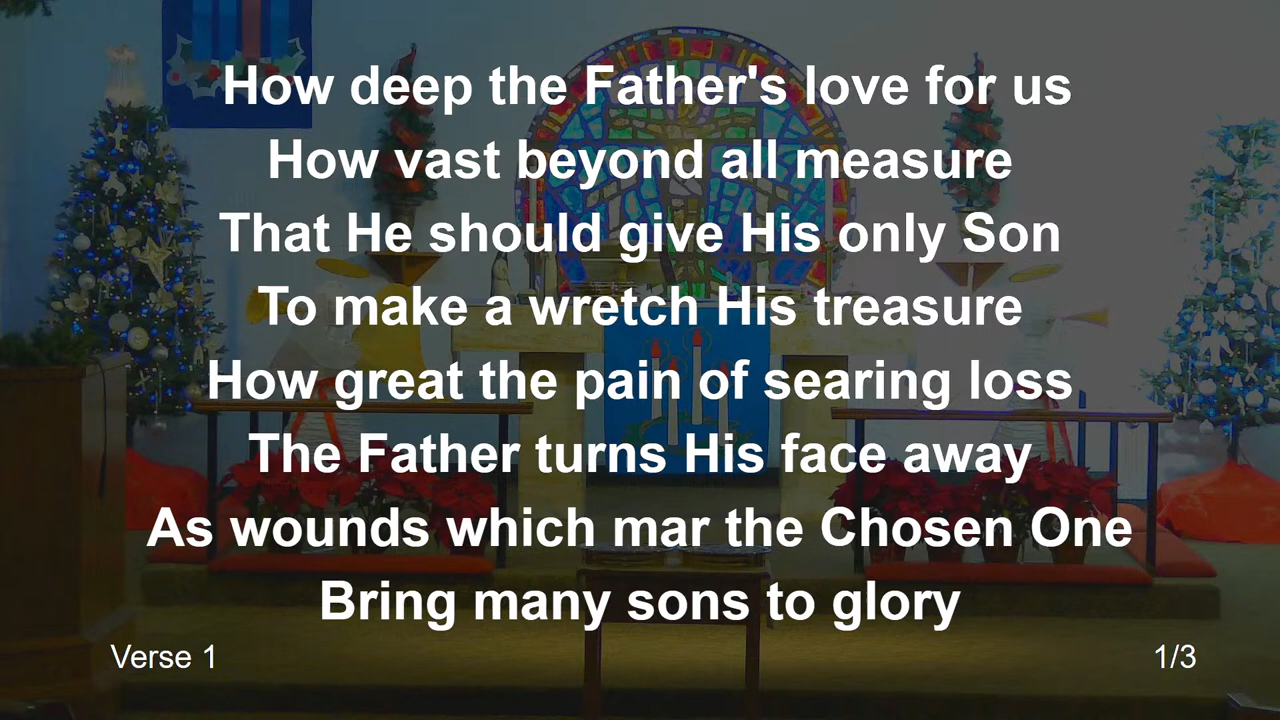 How deep the Father's love for us
How vast beyond all measure
That He should give His only Son
To make a wretch His treasure
How great the pain of searing loss
The Father turns His face away
As wounds which mar the Chosen One
Bring many sons to glory
Verse 1
1/3